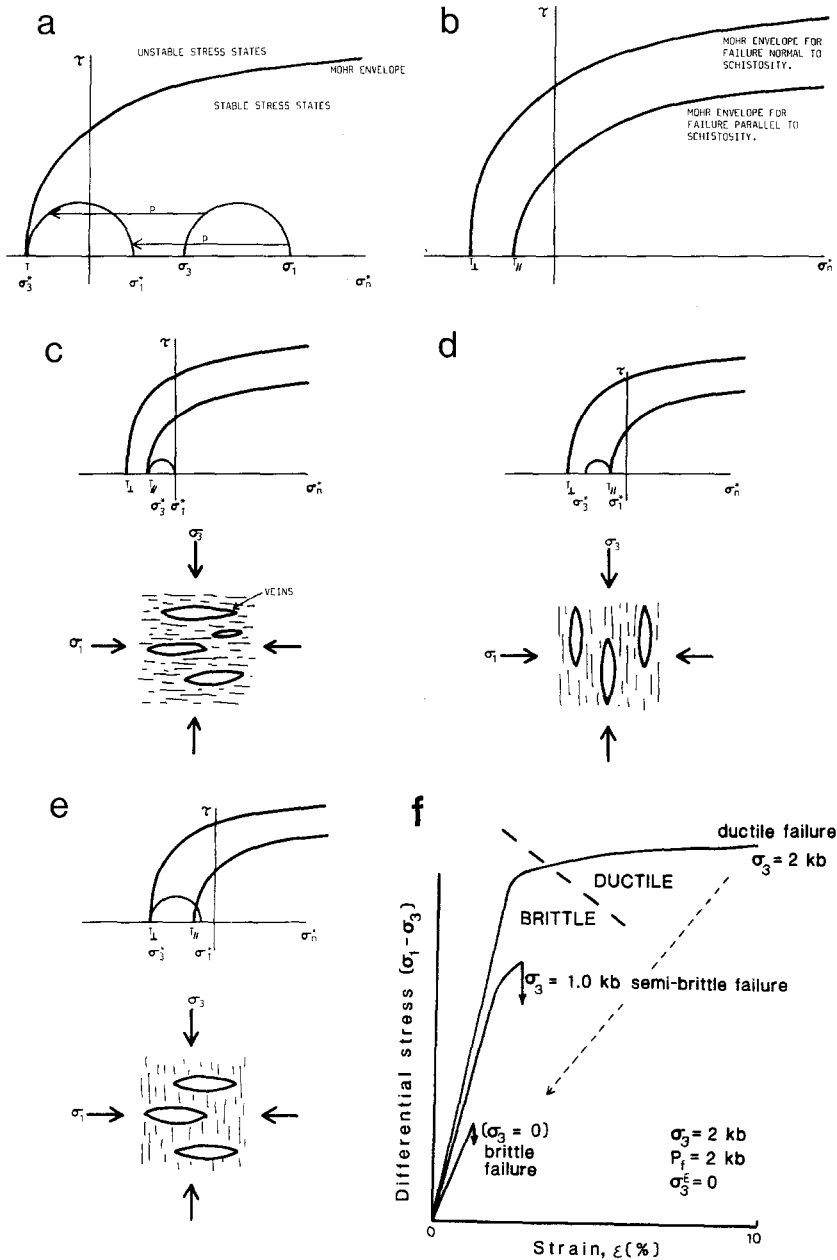 a
τ
UNSTABLE STRESS STATES
MOHR ENVELOPE
STABLE STRESS STATES
P
P
T
σ₃*
σ₁*
σ₃
σ₁
σₙ*
b
τ
MOHR ENVELOPE FOR
FAILURE NORMAL TO
SCHISTOSITY.
MOHR ENVELOPE FOR
FAILURE PARALLEL TO
SCHISTOSITY.
T⊥
T∥
σₙ*
c
τ
T⊥
T∥
σ₃*
σ₁*
σₙ*
σ₃
VEINS
σ₁
d
τ
T⊥
T∥
σ₃*
σ₁*
σₙ*
σ₃
σ₁
e
τ
T⊥
T∥
σ₃*
σ₁*
σₙ*
σ₃
σ₁
f
ductile failure
σ₃ = 2 kb
DUCTILE
BRITTLE
σ₃ = 1.0 kb semi-brittle failure
(σ₃ = 0)
brittle
failure
σ₃ = 2 kb
P_f = 2 kb
σ₃ᴱ = 0
Differential stress (σ₁-σ₃)
0
10
Strain, ε(%)